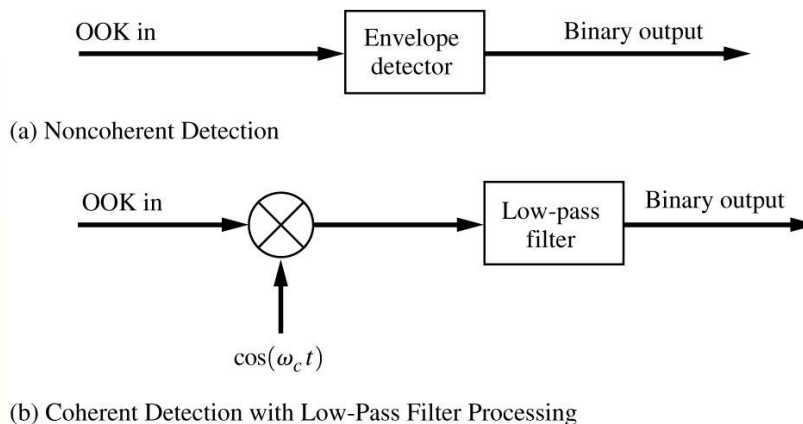 OOK in
Envelope
detector
Binary output
(a) Noncoherent Detection
OOK in
Low-pass
filter
Binary output
cos(ω_c t)
(b) Coherent Detection with Low-Pass Filter Processing